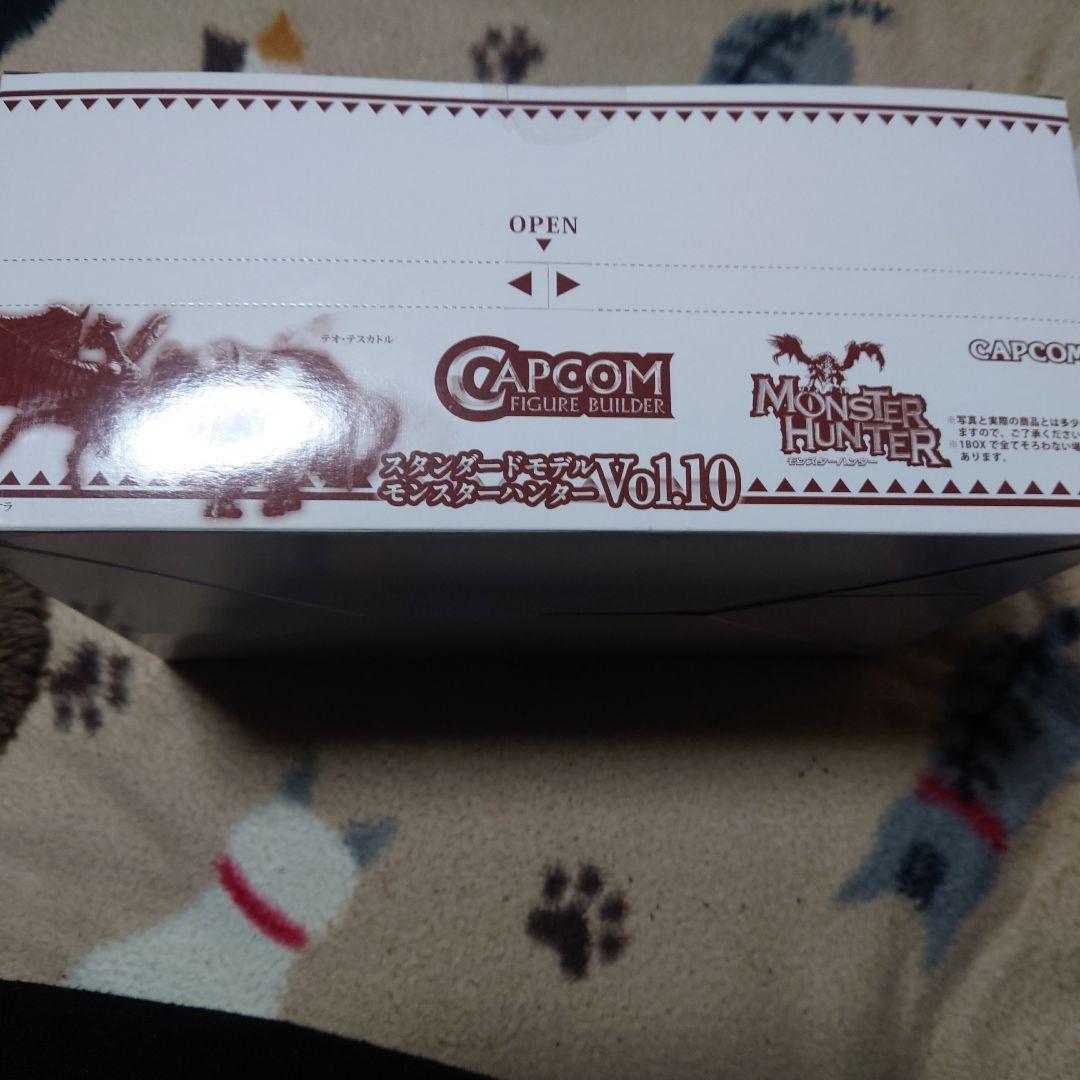 OPEN
テオ・テスカトル
CAPCOM
FIGURE BUILDER
MONSTER
HUNTER
モンスターハンター
CAPCOM
※写真と実際の商品とは多少
ますので、ご了承ください
※1BOXで全てそろわない場
あります。
スタンダードモデル
モンスターハンター Vol.10
ラ